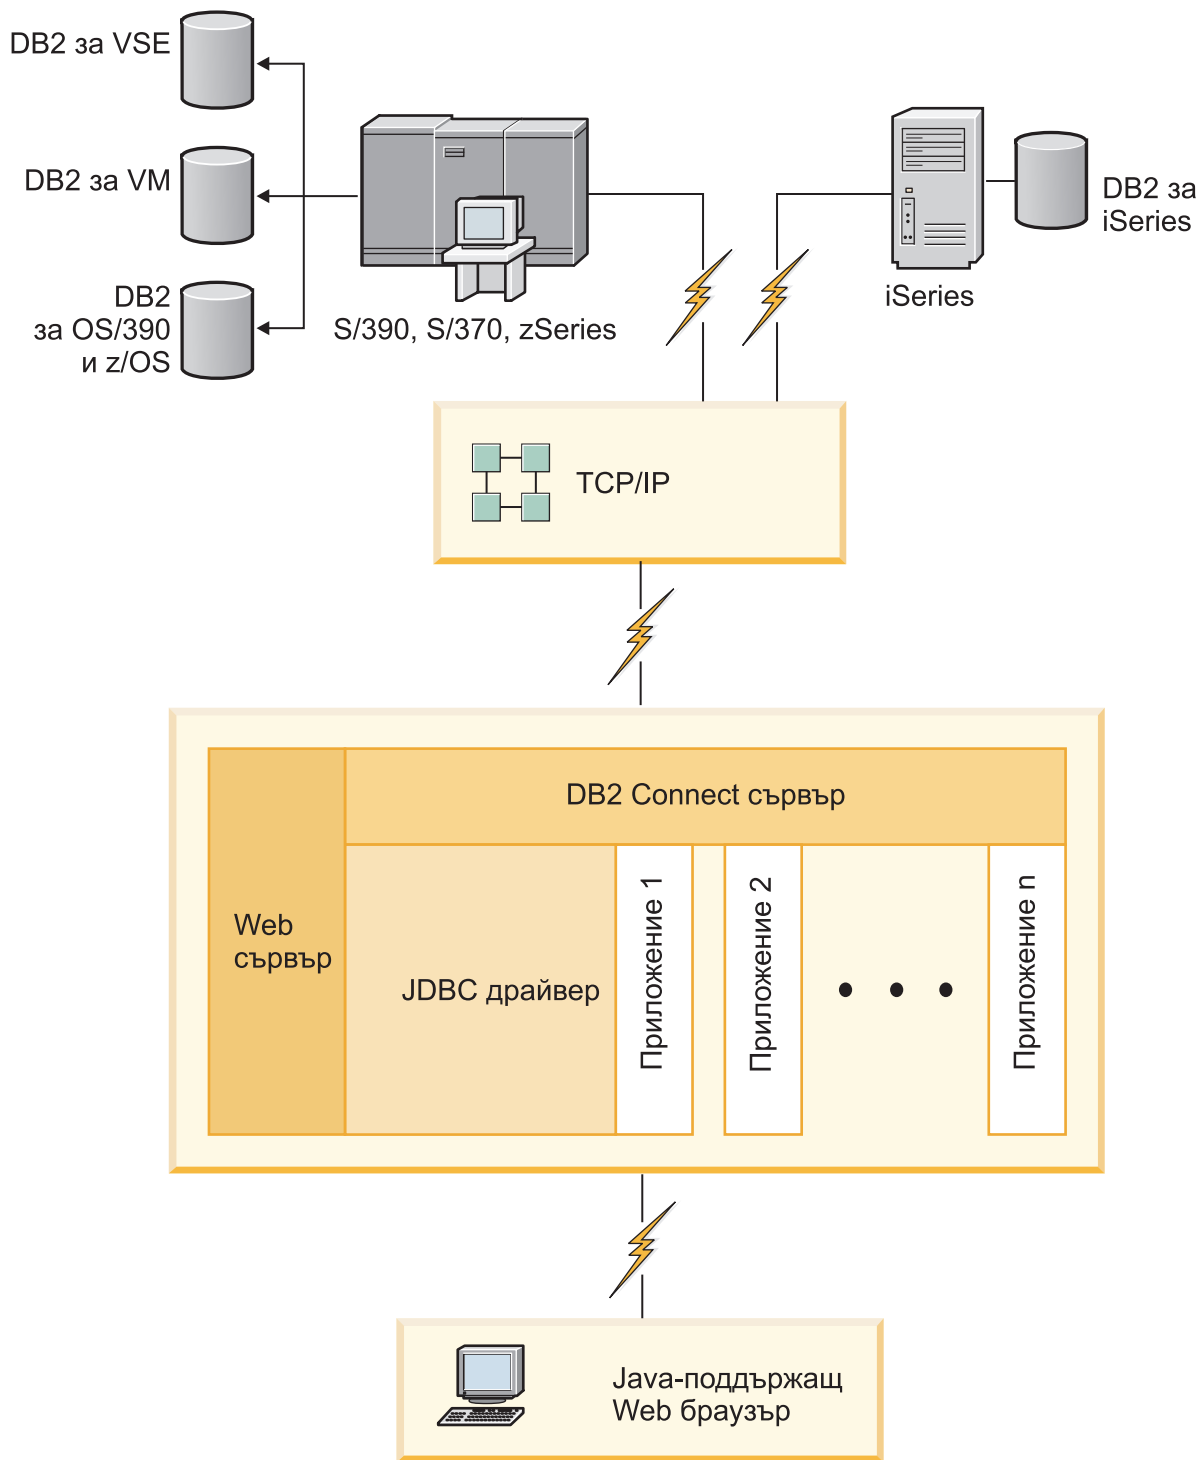 DB2 за VSE
DB2 за VM
DB2
за OS/390
и z/OS
S/390, S/370, zSeries
iSeries
DB2 за
iSeries
TCP/IP
DB2 Connect сървър
Web
сървър
JDBC драйвер
Приложение 1
Приложение 2
Приложение n
Java-поддържащ
Web браузър